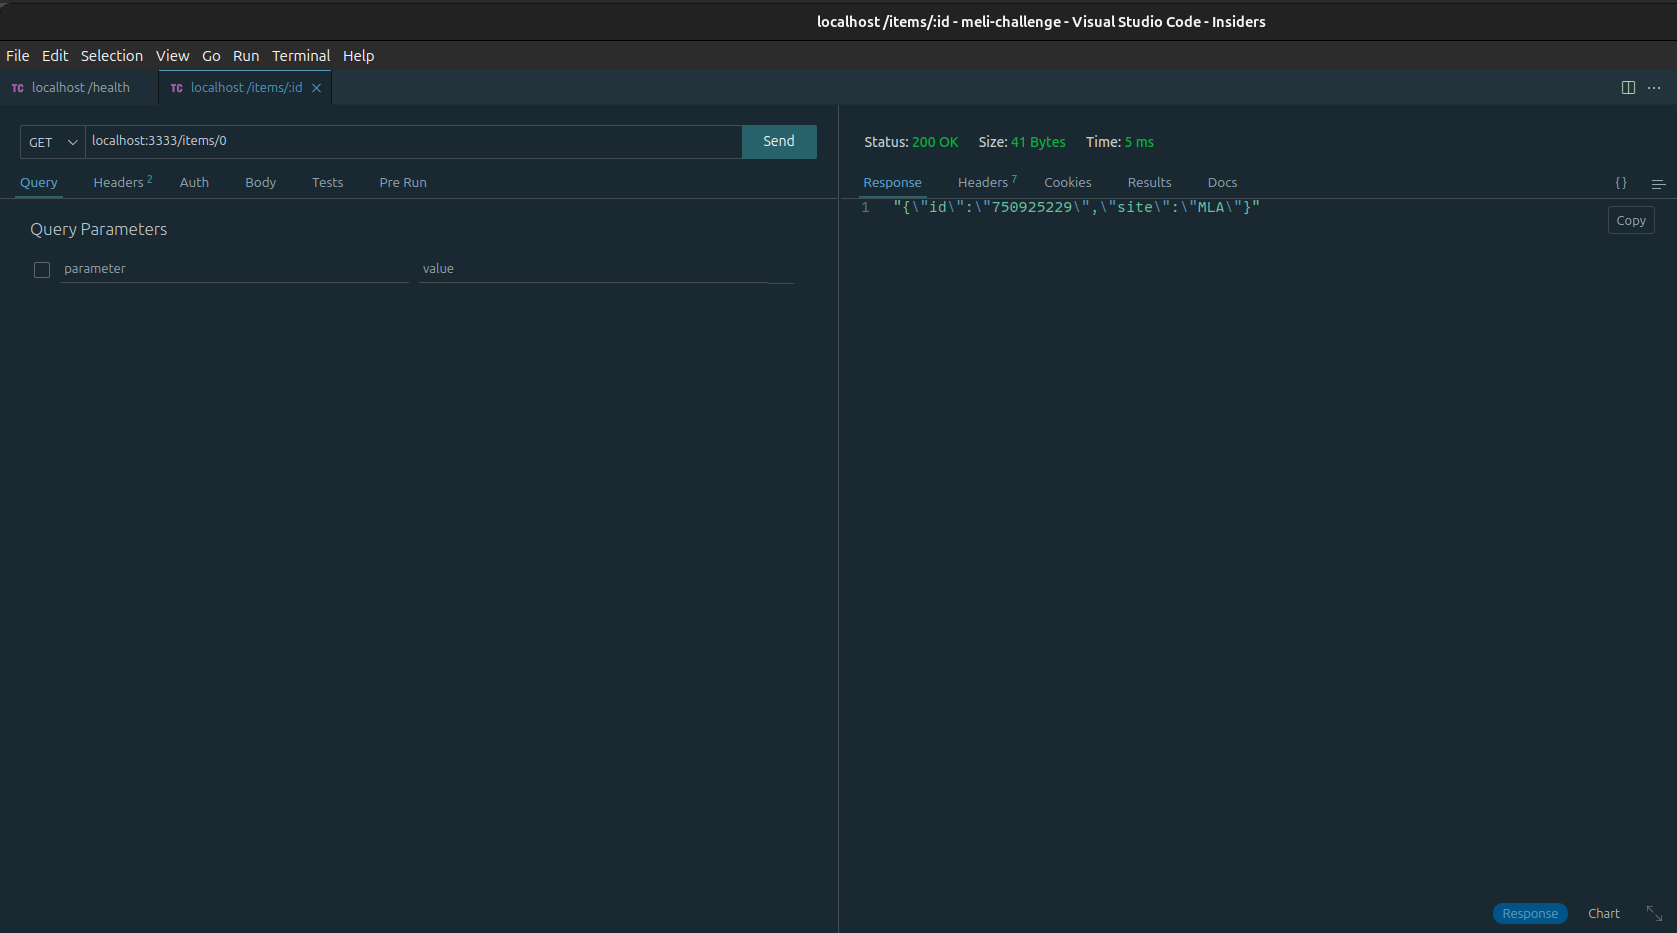 localhost /items/:id - meli-challenge - Visual Studio Code - Insiders
File Edit Selection View Go Run Terminal Help
TC localhost /health TC localhost /items/:id
GET localhost:3333/items/0 Send
Status: 200 OK Size: 41 Bytes Time: 5 ms
Query Headers 2 Auth Body Tests Pre Run
Response Headers 7 Cookies Results Docs {}
1 "{\"id\":\"750925229\",\"site\":\"MLA\"}"
Copy
Query Parameters
parameter value
Response Chart